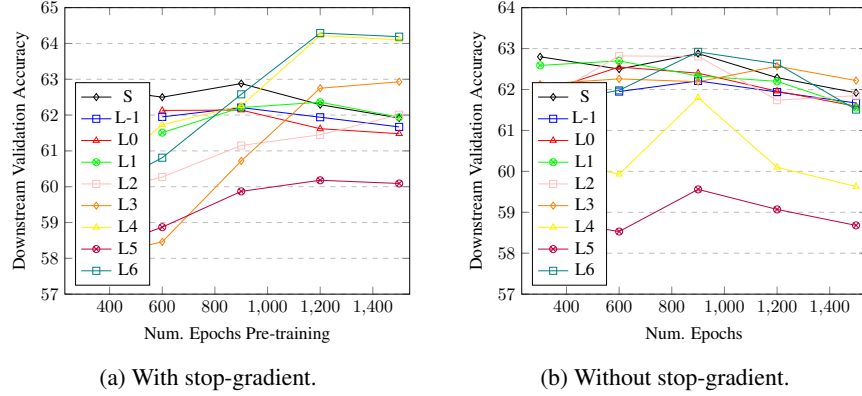 65
64
63
62
61
60
59
58
57
400
600
800
1,000
1,200
1,400
Downstream Validation Accuracy
Num. Epochs Pre-training
S
L-1
L0
L1
L2
L3
L4
L5
L6
(a) With stop-gradient.
64
63
62
61
60
59
58
57
400
600
800
1,000
1,200
1,400
Downstream Validation Accuracy
Num. Epochs
S
L-1
L0
L1
L2
L3
L4
L5
L6
(b) Without stop-gradient.